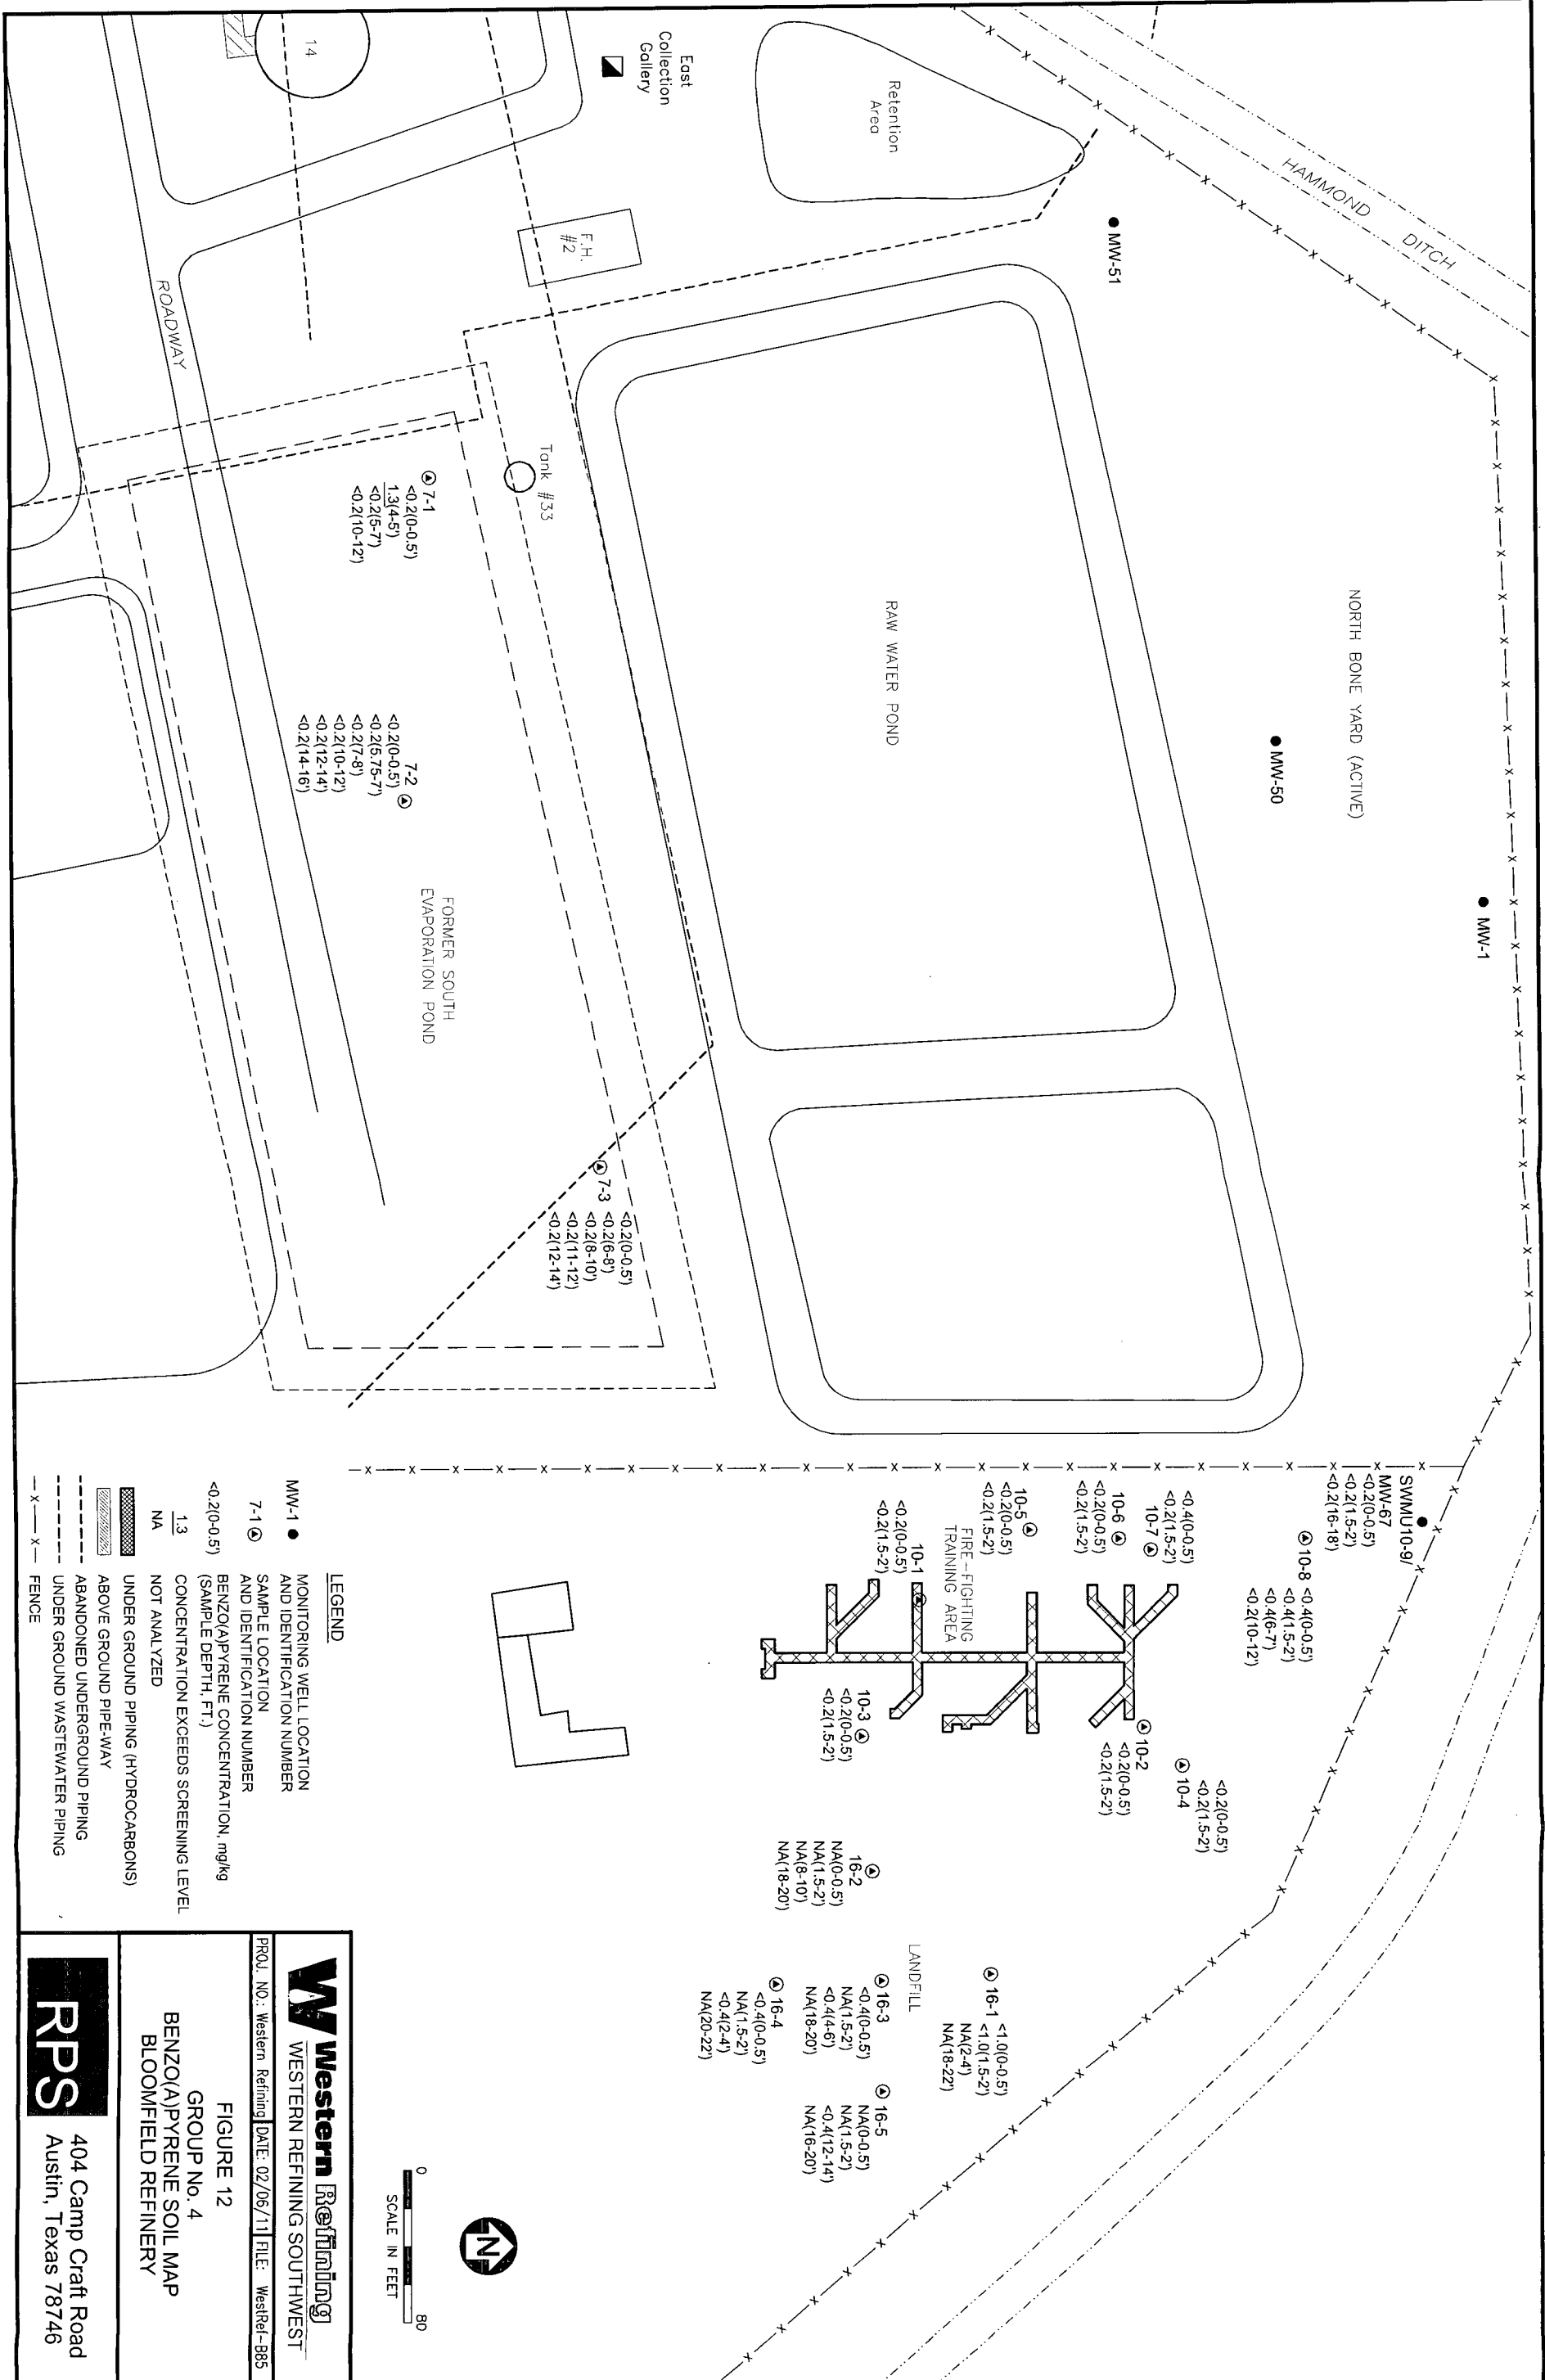 HAMMOND DITCH
East
Collection
Gallery
Retention
Area
14
F.H.
#2
ROADWAY
MW-51
MW-50
MW-1
NORTH BONE YARD (ACTIVE)
RAW WATER POND
Tank #33
7-1
<0.2(0-0.5')
1.3(4-5')
<0.2(5-7')
<0.2(10-12')
7-2
<0.2(0-0.5')
<0.2(5.75-7')
<0.2(7-8')
<0.2(10-12')
<0.2(12-14')
<0.2(14-16')
FORMER SOUTH
EVAPORATION POND
7-3
<0.2(0-0.5')
<0.2(6-8')
<0.2(8-10')
<0.2(11-12')
<0.2(12-14')
SWMU10-9/
MW-67
<0.2(0-0.5')
<0.2(1.5-2')
<0.2(16-18')
10-8
<0.4(0-0.5')
<0.4(1.5-2')
<0.4(6-7')
<0.2(10-12')
<0.4(0-0.5')
<0.2(1.5-2')
10-7
10-6
<0.2(0-0.5')
<0.2(1.5-2')
10-5
<0.2(0-0.5')
<0.2(1.5-2')
FIRE-FIGHTING
TRAINING AREA
10-1
<0.2(0-0.5')
<0.2(1.5-2')
10-3
<0.2(0-0.5')
<0.2(1.5-2')
10-2
<0.2(0-0.5')
<0.2(1.5-2')
<0.2(0-0.5')
<0.2(1.5-2')
10-4
16-2
NA(0-0.5')
NA(1.5-2')
NA(8-10')
NA(18-20')
LANDFILL
16-1
<1.0(0-0.5')
<1.0(1.5-2')
NA(2-4')
NA(18-22')
16-3
<0.4(0-0.5')
NA(1.5-2')
<0.4(4-6')
NA(18-20')
16-4
<0.4(0-0.5')
NA(1.5-2')
<0.4(2-4')
NA(20-22')
16-5
NA(0-0.5')
NA(1.5-2')
<0.4(12-14')
NA(16-20')
N
0 80
SCALE IN FEET
LEGEND
MW-1 MONITORING WELL LOCATION
AND IDENTIFICATION NUMBER
7-1 SAMPLE LOCATION
AND IDENTIFICATION NUMBER
<0.2(0-0.5') BENZO(A)PYRENE CONCENTRATION, mg/kg
(SAMPLE DEPTH, FT.)
1.3 CONCENTRATION EXCEEDS SCREENING LEVEL
NA NOT ANALYZED
UNDER GROUND PIPING (HYDROCARBONS)
ABOVE GROUND PIPE-WAY
ABANDONED UNDERGROUND PIPING
UNDER GROUND WASTEWATER PIPING
x x FENCE
Western Refining
WESTERN REFINING SOUTHWEST
PROJ. NO.: Western Refining DATE: 02/06/11 FILE: WestRef-B85
FIGURE 12
GROUP No. 4
BENZO(A)PYRENE SOIL MAP
BLOOMFIELD REFINERY
RPS
404 Camp Craft Road
Austin, Texas 78746